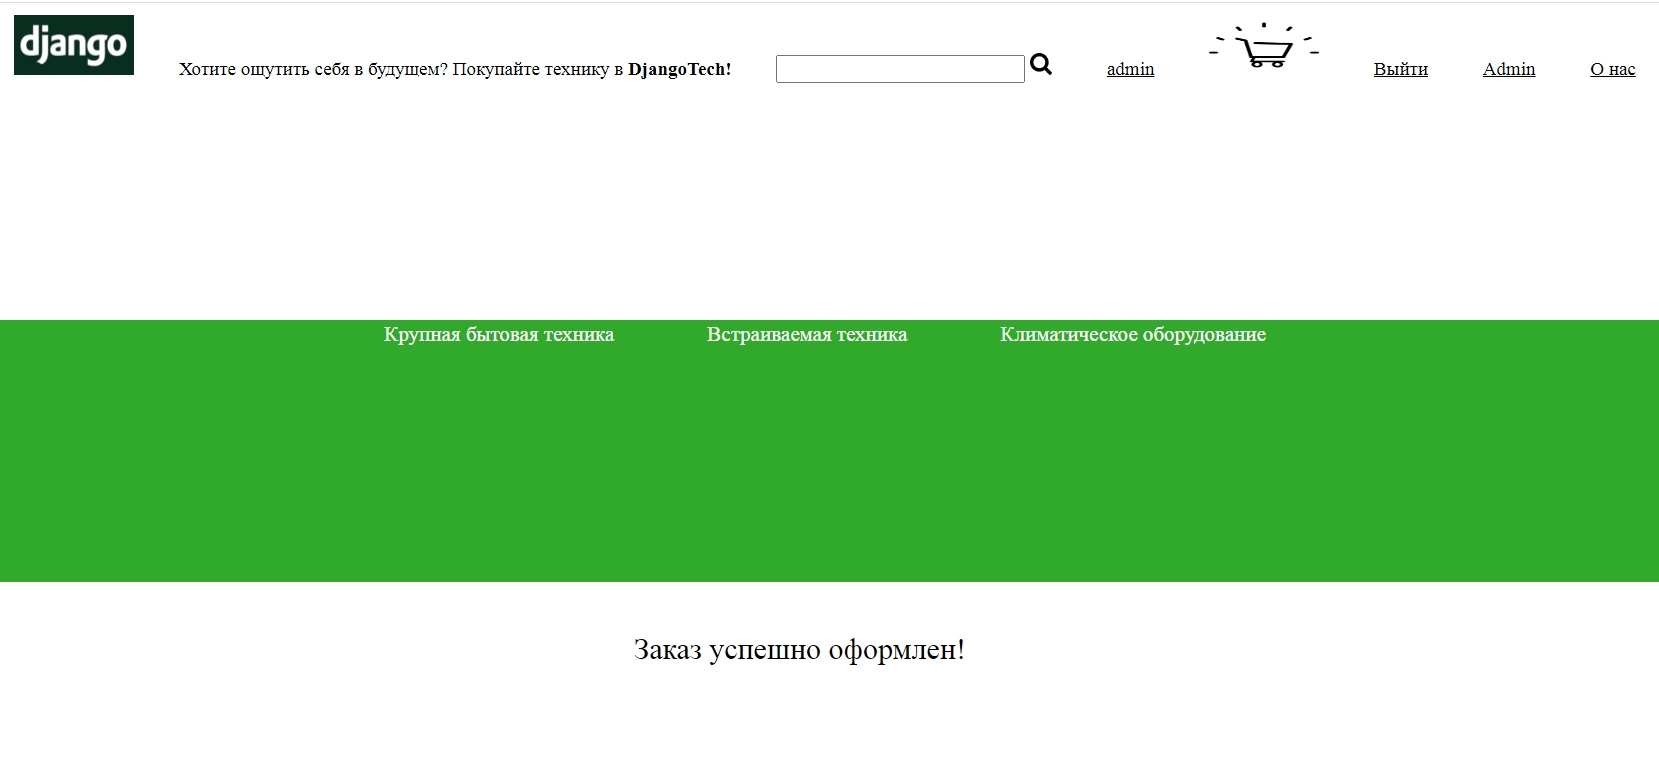 django
Хотите ощутить себя в будущем? Покупайте технику в DjangoTech!
admin
Выйти
Admin
О нас
Крупная бытовая техника
Встраиваемая техника
Климатическое оборудование
Заказ успешно оформлен!